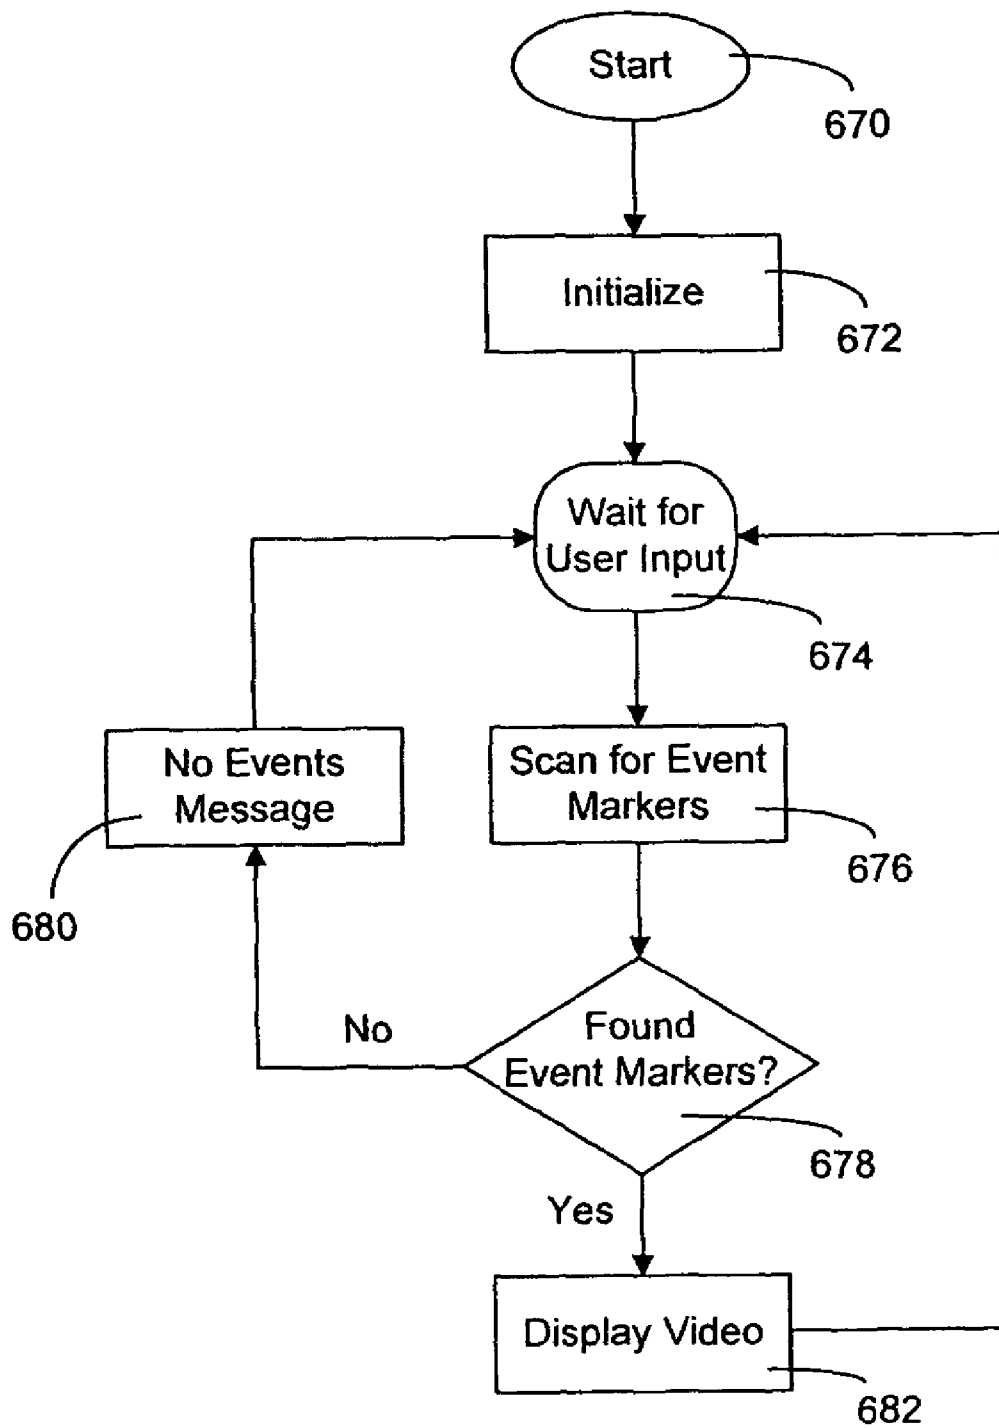 Start
670
Initialize
672
Wait for
User Input
674
No Events
Message
680
Scan for Event
Markers
676
Found
Event Markers?
678
No
Yes
Display Video
682